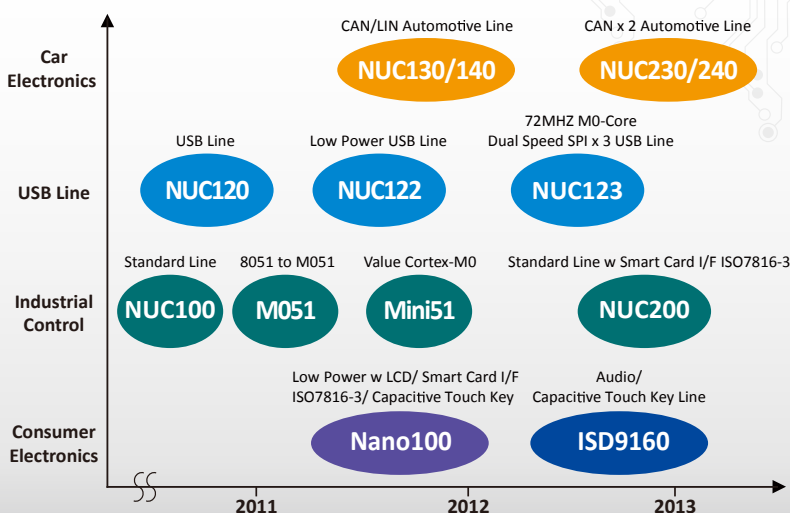 CAN/LIN Automotive Line
CAN x 2 Automotive Line
Car
Electronics
NUC130/140
NUC230/240
72MHZ M0-Core
USB Line
Low Power USB Line
Dual Speed SPI x 3 USB Line
USB Line
NUC120
NUC122
NUC123
Standard Line
8051 to M051
Value Cortex-M0
Standard Line w Smart Card I/F ISO7816-3
Industrial
Control
NUC100
M051
Mini51
NUC200
Low Power w LCD/ Smart Card I/F
ISO7816-3/ Capacitive Touch Key
Audio/
Capacitive Touch Key Line
Consumer
Electronics
Nano100
ISD9160
2011
2012
2013